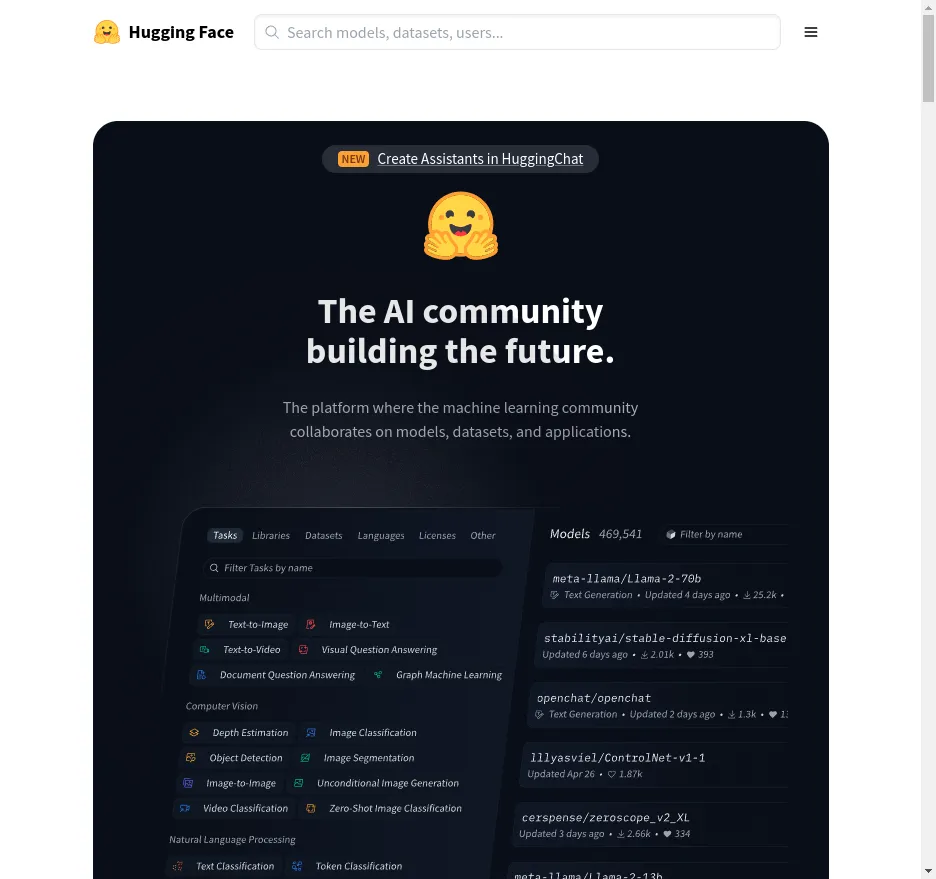 Hugging Face
Search models, datasets, users...
NEW Create Assistants in HuggingChat
The AI community
building the future.
The platform where the machine learning community
collaborates on models, datasets, and applications.
Tasks Libraries Datasets Languages Licenses Other
Filter Tasks by name
Multimodal
Text-to-Image Image-to-Text
Text-to-Video Visual Question Answering
Document Question Answering Graph Machine Learning
Computer Vision
Depth Estimation Image Classification
Object Detection Image Segmentation
Image-to-Image Unconditional Image Generation
Video Classification Zero-Shot Image Classification
Natural Language Processing
Text Classification Token Classification
Models 469,541 Filter by name
meta-llama/Llama-2-70b
Text Generation • Updated 4 days ago • 25.2k •
stabilityai/stable-diffusion-xl-base
Updated 6 days ago • 2.01k • 393
openchat/openchat
Text Generation • Updated 2 days ago • 1.3k •
lllyasviel/ControlNet-v1-1
Updated Apr 26 • 1.87k
cerspense/zeroscope_v2_XL
Updated 3 days ago • 2.66k • 334
meta-llama/Llama-2-13b